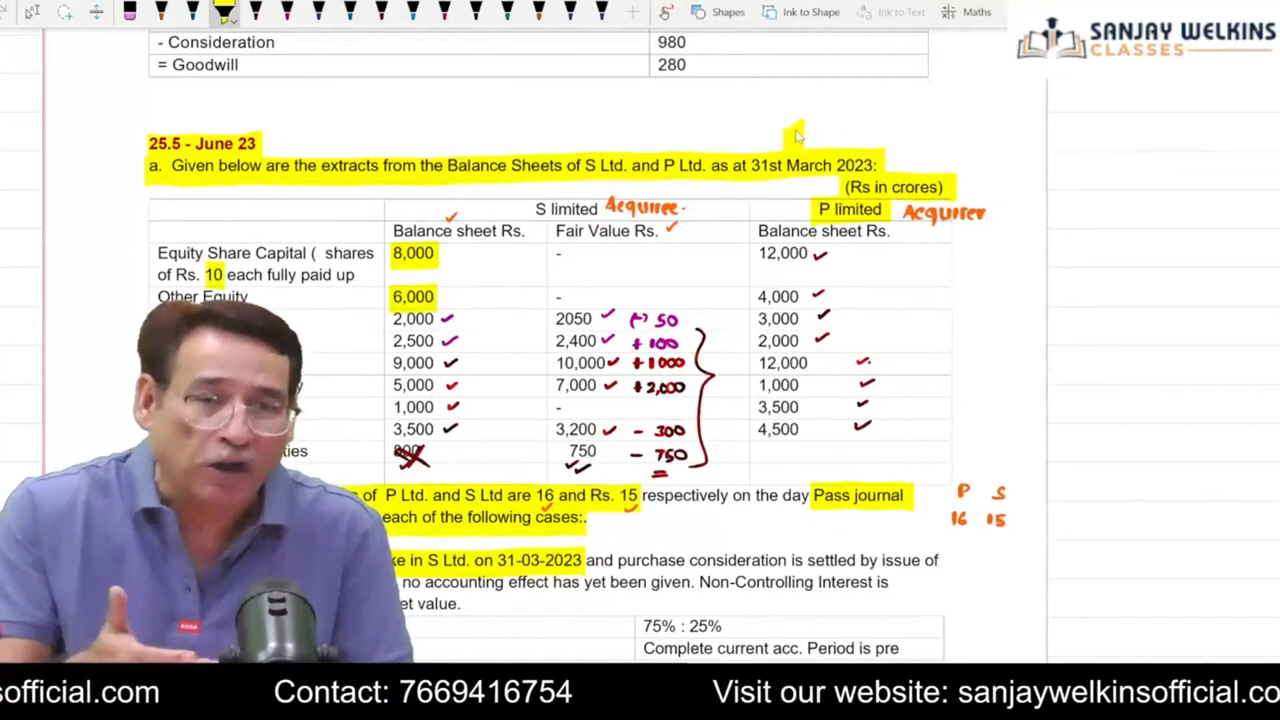 Shapes Ink to Shape Ink to Text Maths
SANJAY WELKINS
CLASSES
- Consideration 980
= Goodwill 280
25.5 - June 23
a. Given below are the extracts from the Balance Sheets of S Ltd. and P Ltd. as at 31st March 2023:
(Rs in crores)
S limited Acquiree. P limited Acquirer
Balance sheet Rs. Fair Value Rs. Balance sheet Rs.
Equity Share Capital ( shares 8,000 - 12,000
of Rs. 10 each fully paid up
Other Equity 6,000 - 4,000
2,000 2050 (-) 50 3,000
2,500 2,400 + 100 2,000
9,000 10,000 + 1000 12,000
5,000 7,000 + 2,000 1,000
1,000 - 3,500
3,500 3,200 - 300 4,500
ties 750 - 750
of P Ltd. and S Ltd are 16 and Rs. 15 respectively on the day Pass journal
P S
each of the following cases:.
16 15
ke in S Ltd. on 31-03-2023 and purchase consideration is settled by issue of
no accounting effect has yet been given. Non-Controlling Interest is
et value.
75% : 25%
Complete current acc. Period is pre
sofficial.com Contact: 7669416754 Visit our website: sanjaywelkinsofficial.co